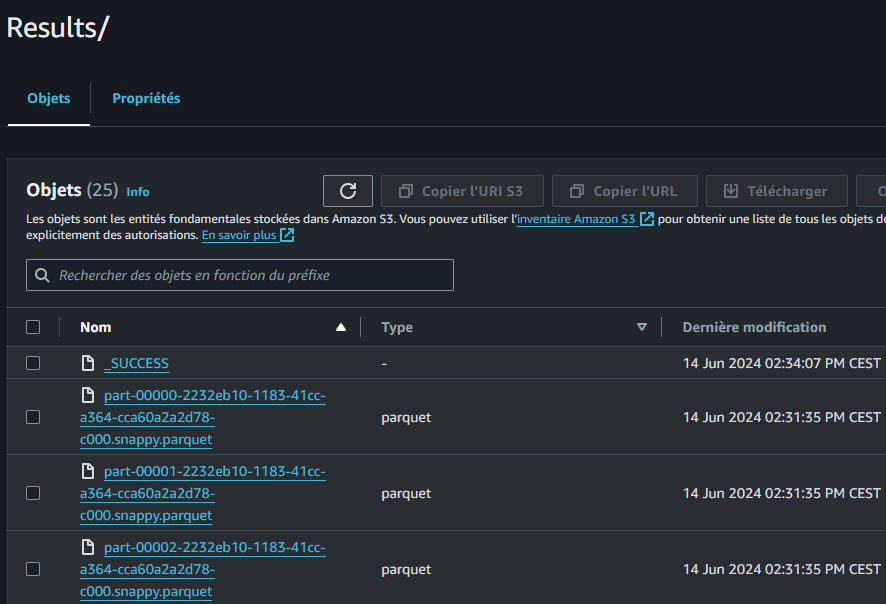 Results/
Objets Propriétés
Objets (25) Info Copier l'URI S3 Copier l'URL Télécharger
Les objets sont les entités fondamentales stockées dans Amazon S3. Vous pouvez utiliser l'inventaire Amazon S3 pour obtenir une liste de tous les objets de
explicitement des autorisations. En savoir plus
Rechercher des objets en fonction du préfixe
Nom Type Dernière modification
_SUCCESS - 14 Jun 2024 02:34:07 PM CEST
part-00000-2232eb10-1183-41cc-
a364-cca60a2a2d78- parquet 14 Jun 2024 02:31:35 PM CEST
c000.snappy.parquet
part-00001-2232eb10-1183-41cc-
a364-cca60a2a2d78- parquet 14 Jun 2024 02:31:35 PM CEST
c000.snappy.parquet
part-00002-2232eb10-1183-41cc-
a364-cca60a2a2d78- parquet 14 Jun 2024 02:31:35 PM CEST
c000.snappy.parquet